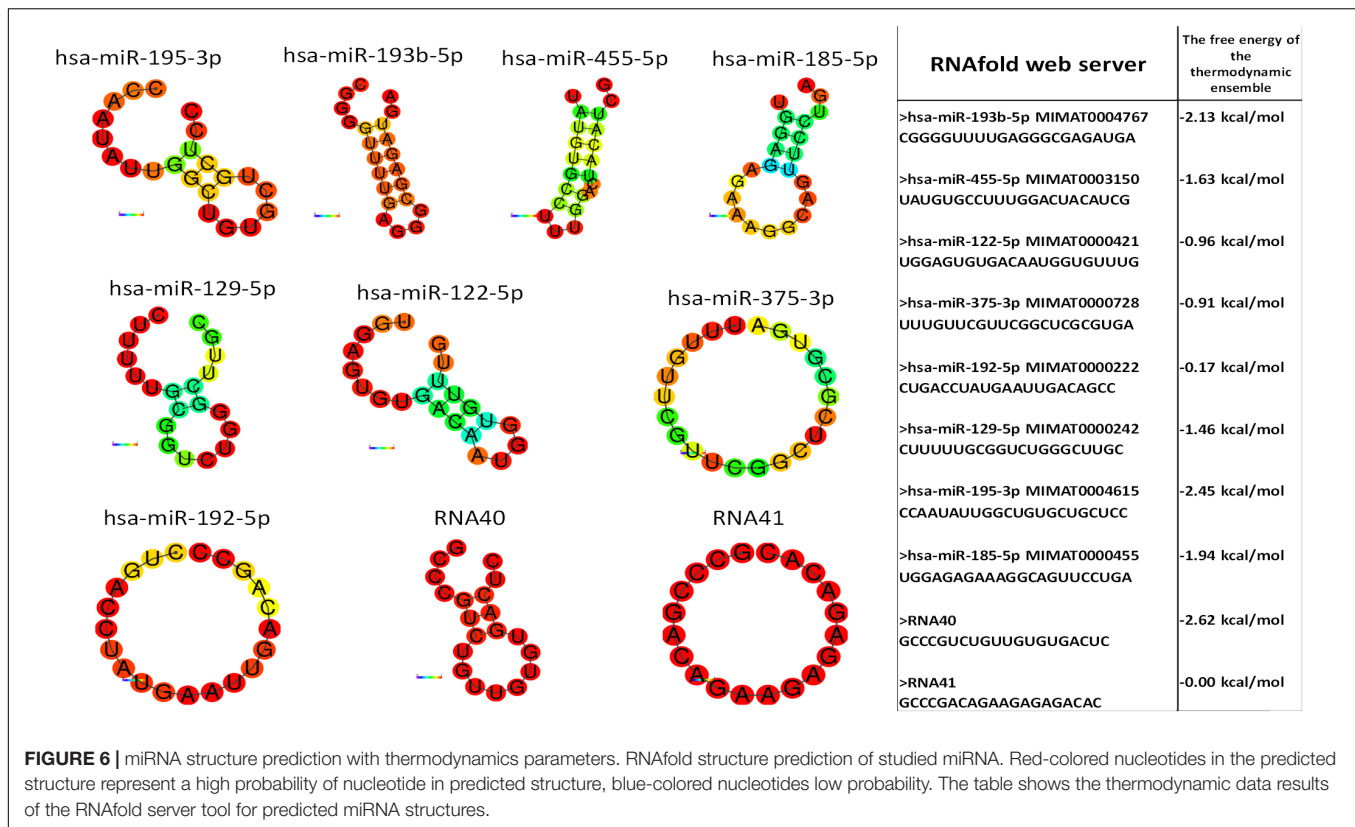 hsa-miR-195-3p
hsa-miR-193b-5p
hsa-miR-455-5p
hsa-miR-185-5p
hsa-miR-129-5p
hsa-miR-122-5p
hsa-miR-375-3p
hsa-miR-192-5p
RNA40
RNA41
RNAfold web server
The free energy of
the
thermodynamic
ensemble
>hsa-miR-193b-5p MIMAT0004767
CGGGGUUUUGAGGGCGAGAUGA
-2.13 kcal/mol
>hsa-miR-455-5p MIMAT0003150
UAUGUGCCUUUGGACUACAUCG
-1.63 kcal/mol
>hsa-miR-122-5p MIMAT0000421
UGGAGUGUGACAAUGGUGUUUG
-0.96 kcal/mol
>hsa-miR-375-3p MIMAT0000728
UUUGUUCGUUCGGCUCGCGUGA
-0.91 kcal/mol
>hsa-miR-192-5p MIMAT0000222
CUGACCUAUGAAUUGACAGCC
-0.17 kcal/mol
>hsa-miR-129-5p MIMAT0000242
CUUUUUGCGGUCUGGGCUUGC
-1.46 kcal/mol
>hsa-miR-195-3p MIMAT0004615
CCAAUAUUGGCUGUGCUGCUCC
-2.45 kcal/mol
>hsa-miR-185-5p MIMAT0000455
UGGAGAGAAAGGCAGUUCCUGA
-1.94 kcal/mol
>RNA40
GCCCGUCUGUUGUGUGACUC
-2.62 kcal/mol
>RNA41
GCCCGACAGAAGAGAGACAC
-0.00 kcal/mol
FIGURE 6 | miRNA structure prediction with thermodynamics parameters. RNAfold structure prediction of studied miRNA. Red-colored nucleotides in the predicted
structure represent a high probability of nucleotide in predicted structure, blue-colored nucleotides low probability. The table shows the thermodynamic data results
of the RNAfold server tool for predicted miRNA structures.